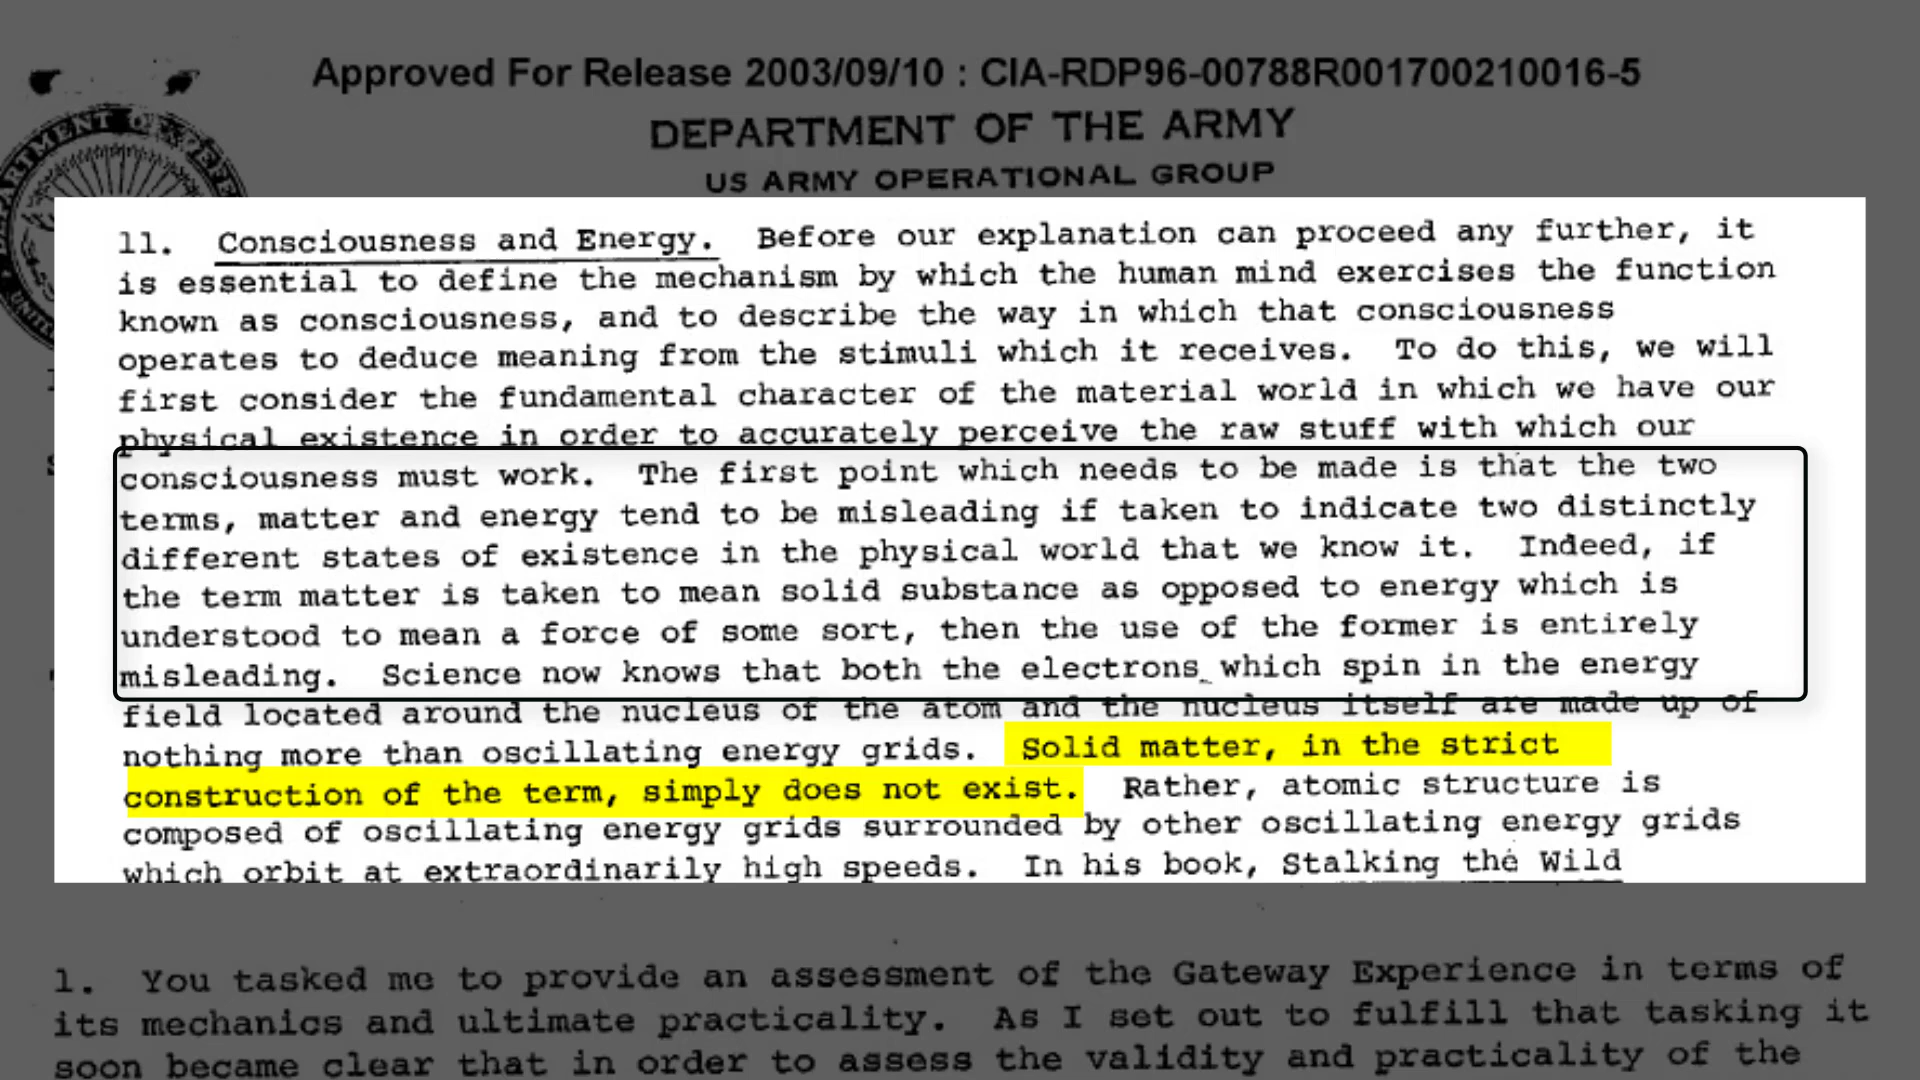 Approved For Release 2003/09/10 : CIA-RDP96-00788R001700210016-5
DEPARTMENT OF THE ARMY
US ARMY OPERATIONAL GROUP
11. Consciousness and Energy. Before our explanation can proceed any further, it
is essential to define the mechanism by which the human mind exercises the function
known as consciousness, and to describe the way in which that consciousness
operates to deduce meaning from the stimuli which it receives. To do this, we will
first consider the fundamental character of the material world in which we have our
physical existence in order to accurately perceive the raw stuff with which our
consciousness must work. The first point which needs to be made is that the two
terms, matter and energy tend to be misleading if taken to indicate two distinctly
different states of existence in the physical world that we know it. Indeed, if
the term matter is taken to mean solid substance as opposed to energy which is
understood to mean a force of some sort, then the use of the former is entirely
misleading. Science now knows that both the electrons which spin in the energy
field located around the nucleus of the atom and the nucleus itself are made up of
nothing more than oscillating energy grids. Solid matter, in the strict
construction of the term, simply does not exist. Rather, atomic structure is
composed of oscillating energy grids surrounded by other oscillating energy grids
which orbit at extraordinarily high speeds. In his book, Stalking the Wild
1. You tasked me to provide an assessment of the Gateway Experience in terms of
its mechanics and ultimate practicality. As I set out to fulfill that tasking it
soon became clear that in order to assess the validity and practicality of the